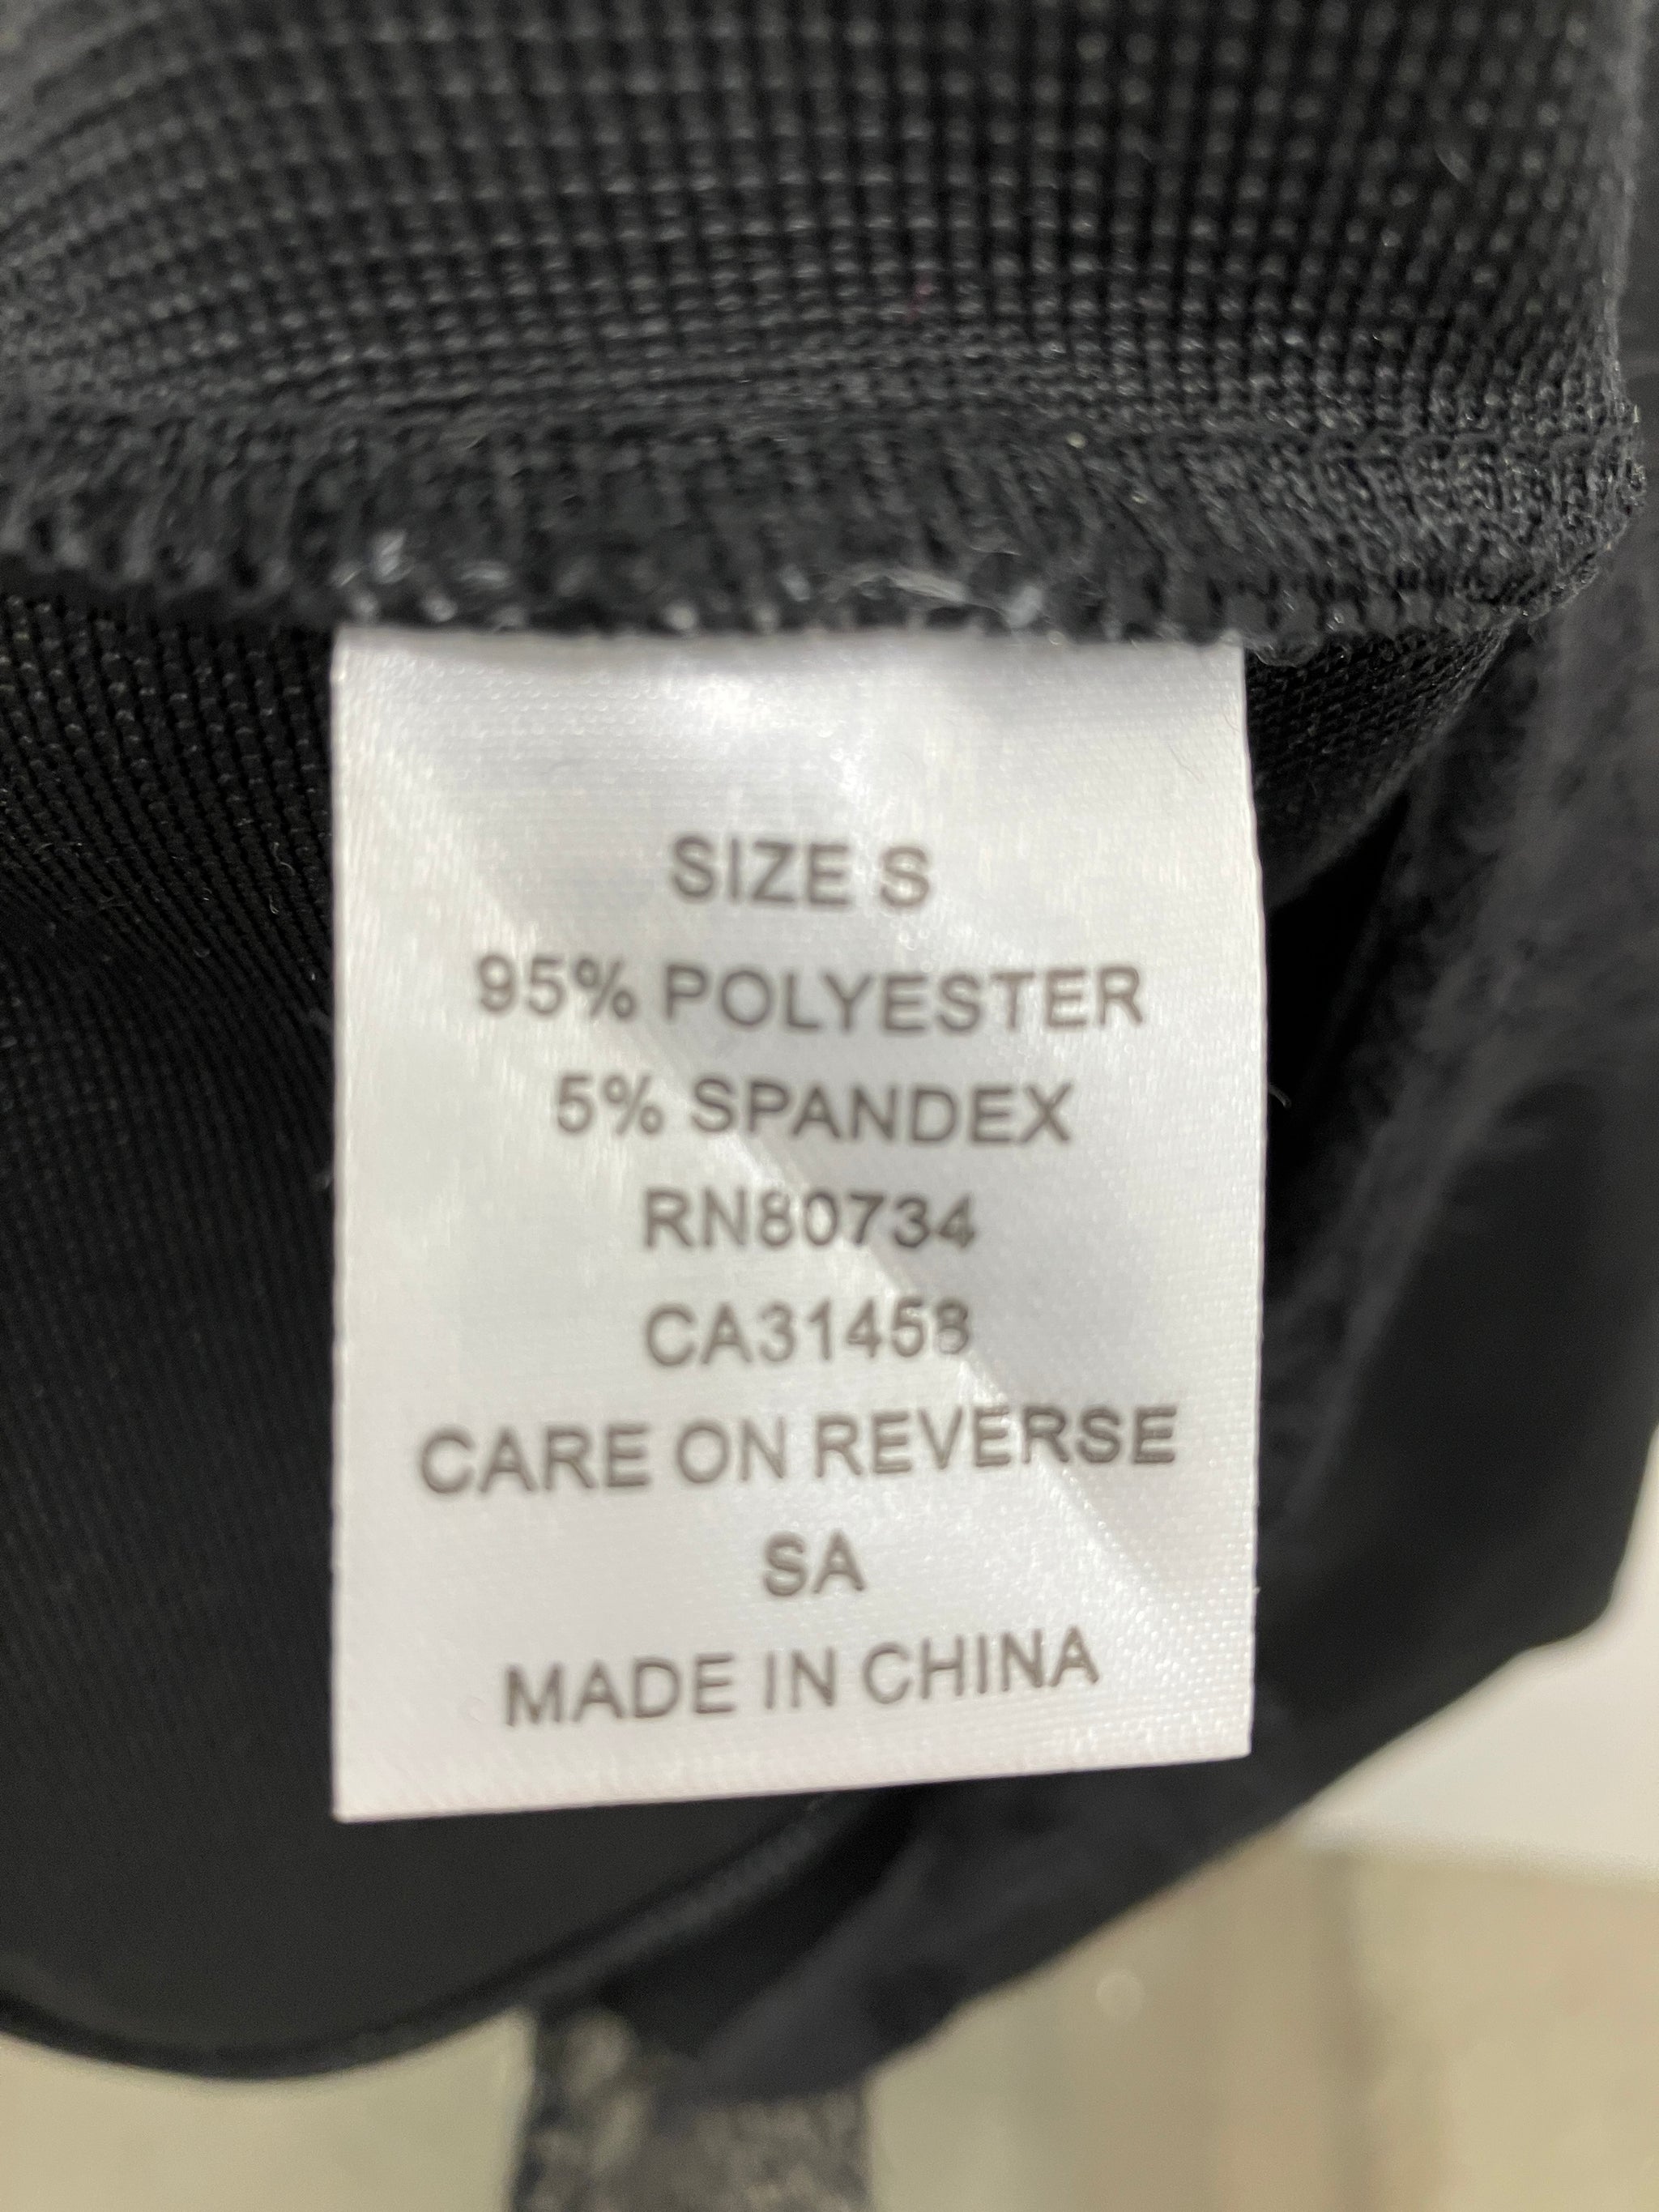 SIZE S
95% POLYESTER
5% SPANDEX
RN80734
CA31458
CARE ON REVERSE
SA
MADE IN CHINA